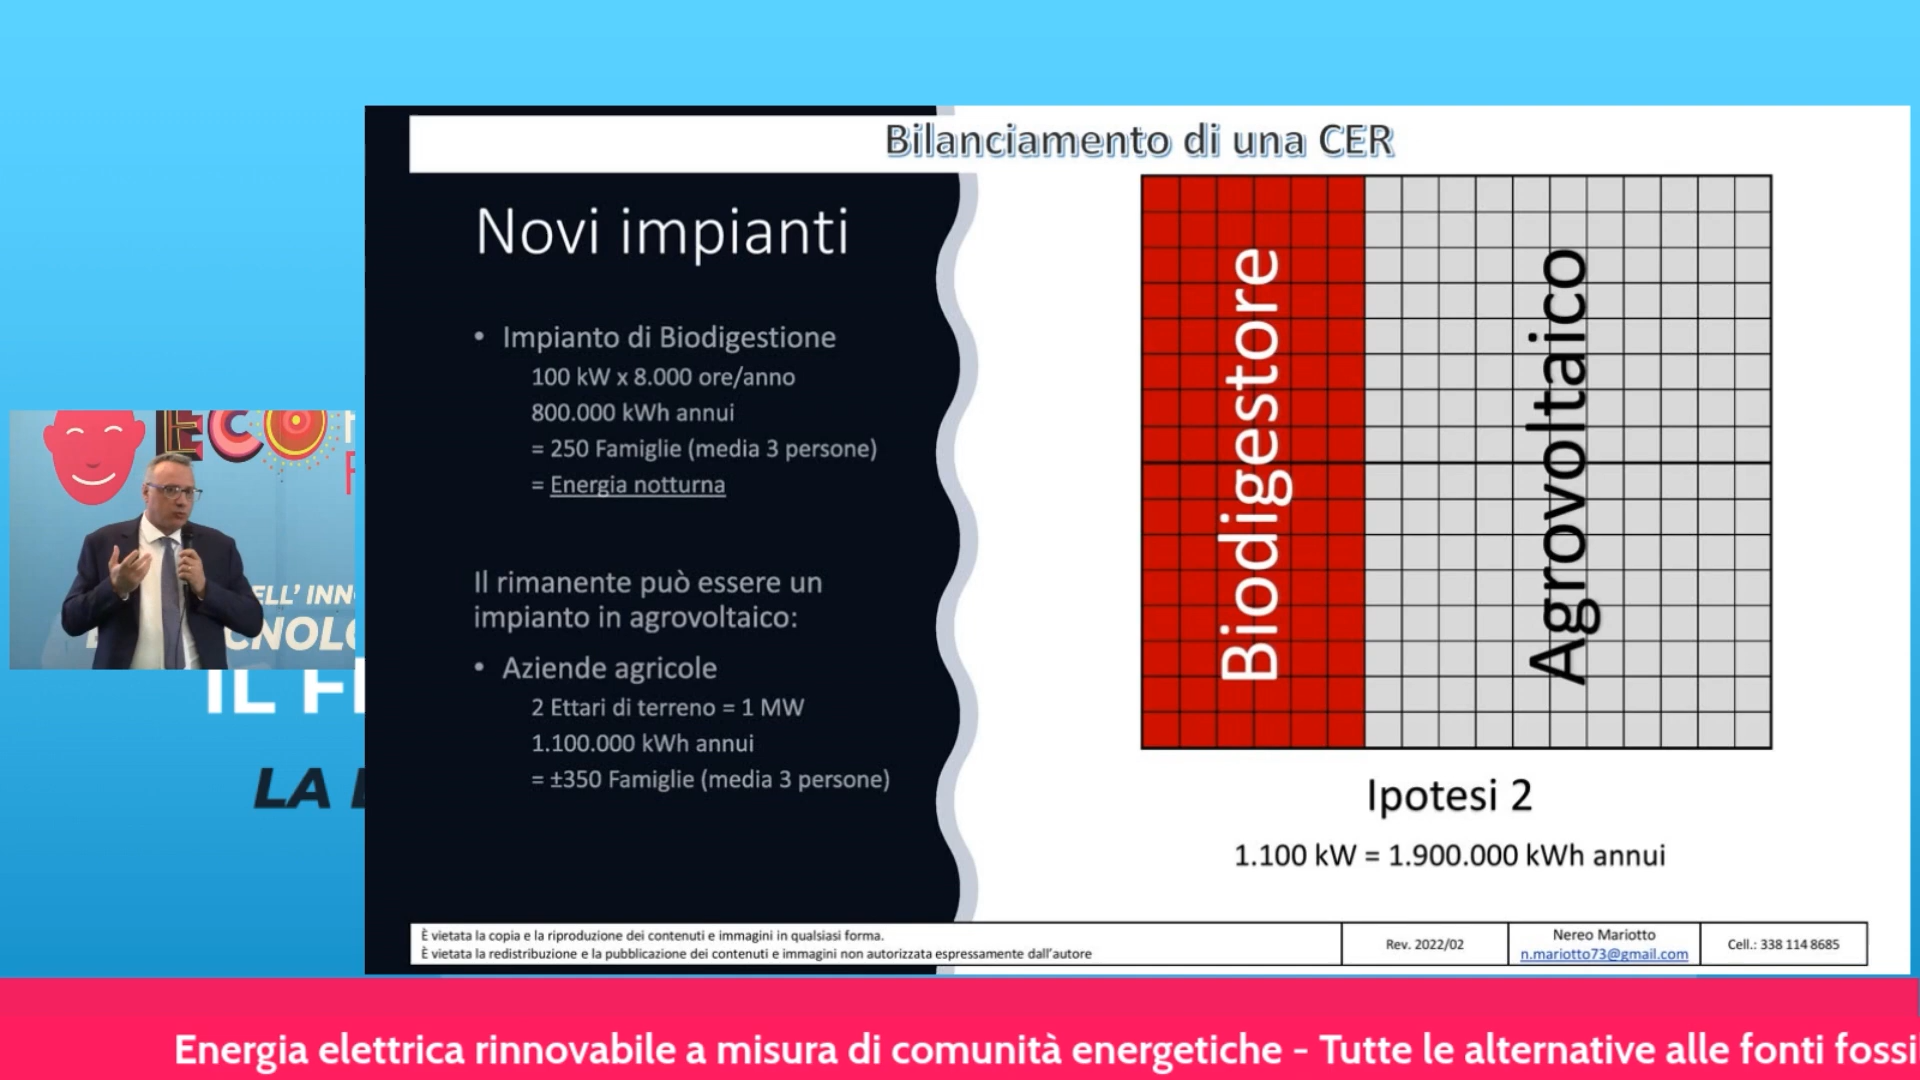 Bilanciamento di una CER
Novi impianti
• Impianto di Biodigestione
100 kW x 8.000 ore/anno
800.000 kWh annui
= 250 Famiglie (media 3 persone)
= Energia notturna
Il rimanente può essere un
impianto in agrovoltaico:
• Aziende agricole
2 Ettari di terreno = 1 MW
1.100.000 kWh annui
= ±350 Famiglie (media 3 persone)
Biodigestore
Agrovoltaico
Ipotesi 2
1.100 kW = 1.900.000 kWh annui
È vietata la copia e la riproduzione dei contenuti e immagini in qualsiasi forma.
È vietata la redistribuzione e la pubblicazione dei contenuti e immagini non autorizzata espressamente dall'autore
Rev. 2022/02
Nereo Mariotto
n.mariotto73@gmail.com
Cell.: 338 114 8685
ECO
ELL' INN
CNOLO
IL F
LA
Energia elettrica rinnovabile a misura di comunità energetiche - Tutte le alternative alle fonti fossi